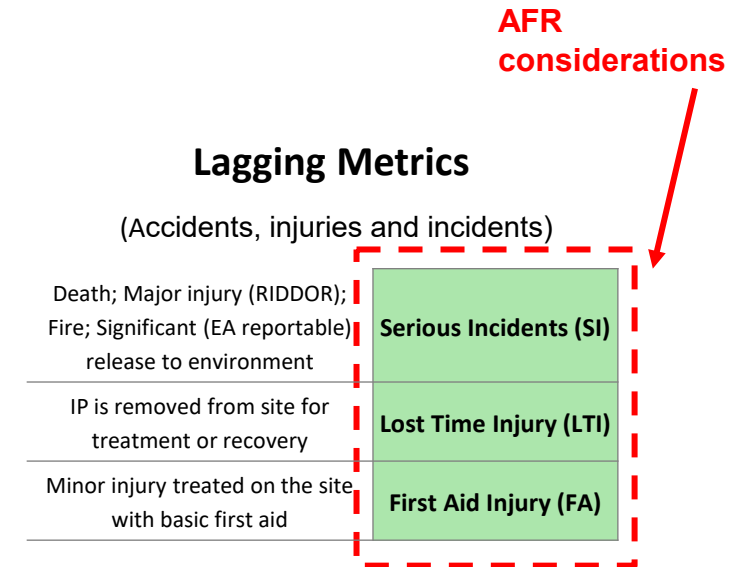 AFR
considerations
Lagging Metrics
(Accidents, injuries and incidents)
Death; Major injury (RIDDOR);
Fire; Significant (EA reportable)
release to environment
Serious Incidents (SI)
IP is removed from site for
treatment or recovery
Lost Time Injury (LTI)
Minor injury treated on the site
with basic first aid
First Aid Injury (FA)